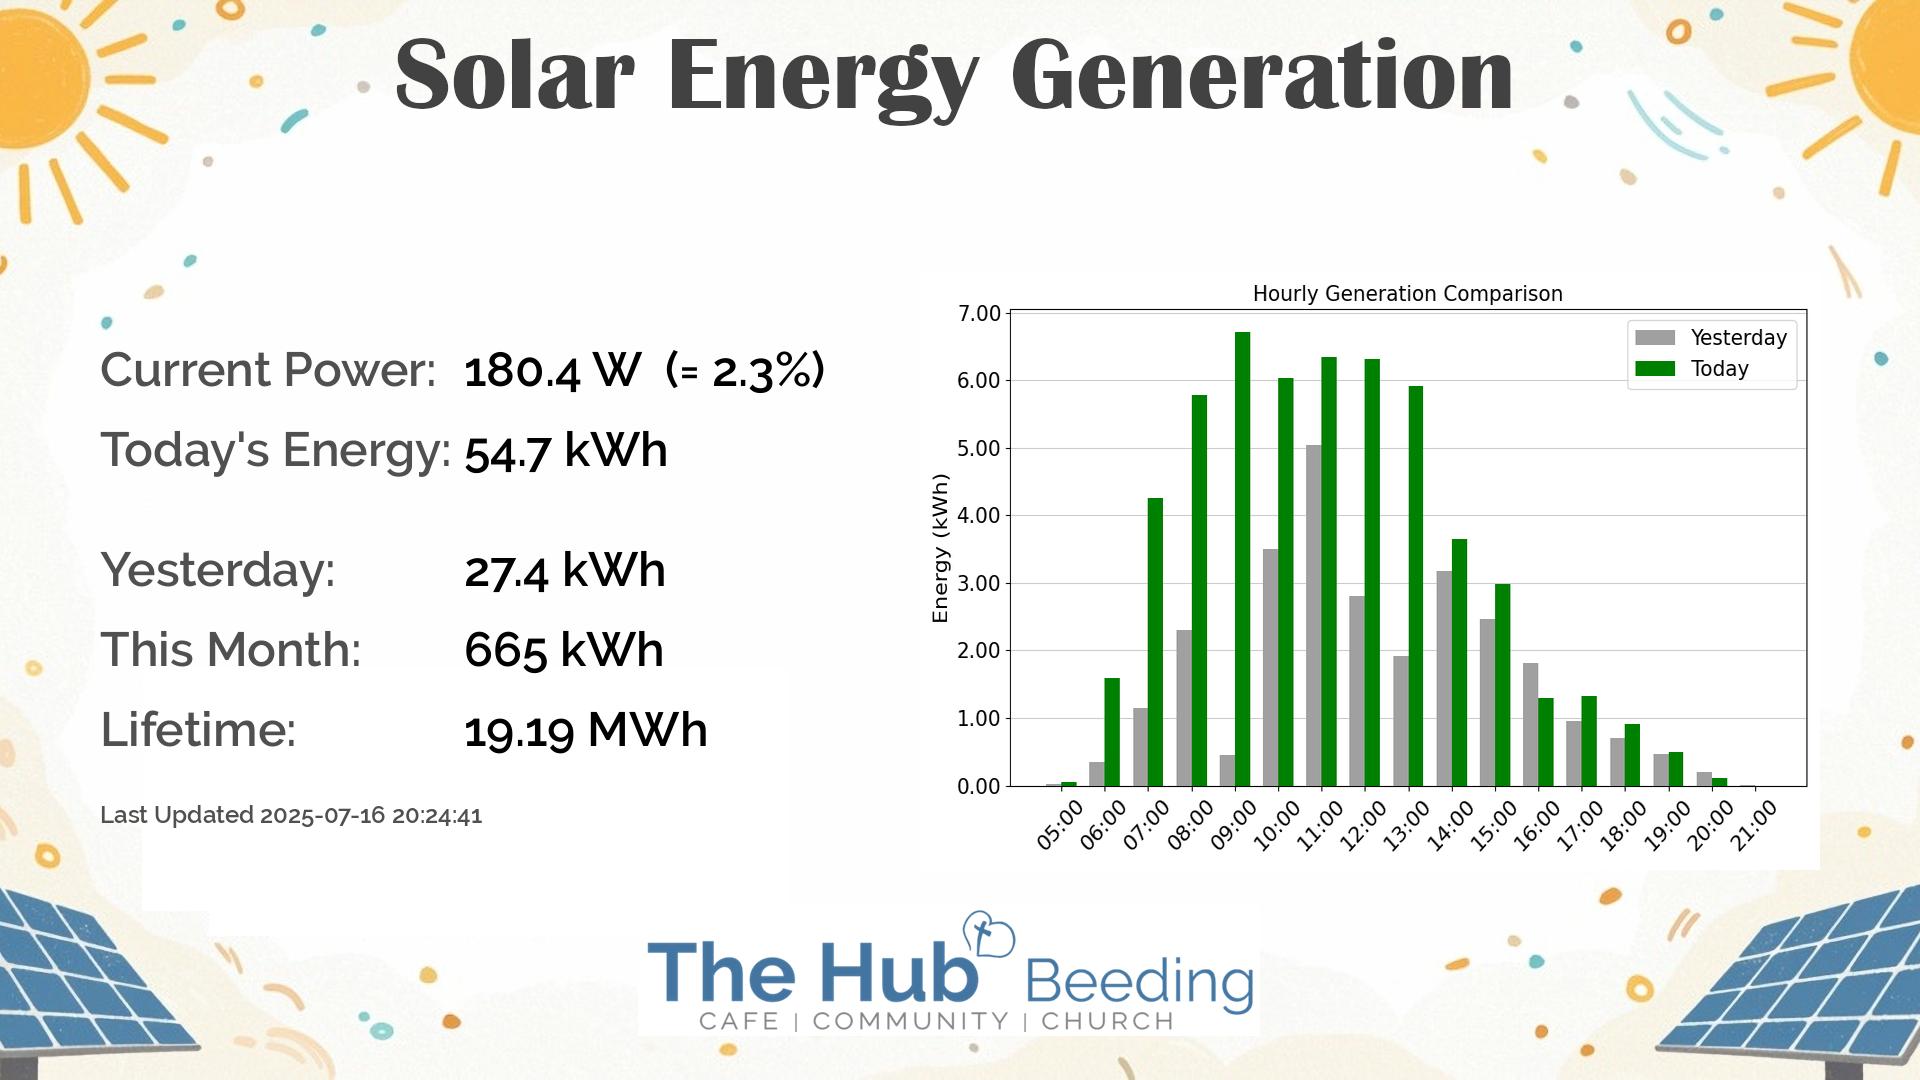 Solar Energy Generation
Current Power: 180.4 W (= 2.3%)
Today's Energy: 54.7 kWh
Yesterday: 27.4 kWh
This Month: 665 kWh
Lifetime: 19.19 MWh
Last Updated 2025-07-16 20:24:41
Hourly Generation Comparison
7.00
6.00
5.00
4.00
3.00
2.00
1.00
0.00
Energy (kWh)
Yesterday
Today
05:00 06:00 07:00 08:00 09:00 10:00 11:00 12:00 13:00 14:00 15:00 16:00 17:00 18:00 19:00 20:00 21:00
The Hub Beeding
CAFE | COMMUNITY | CHURCH